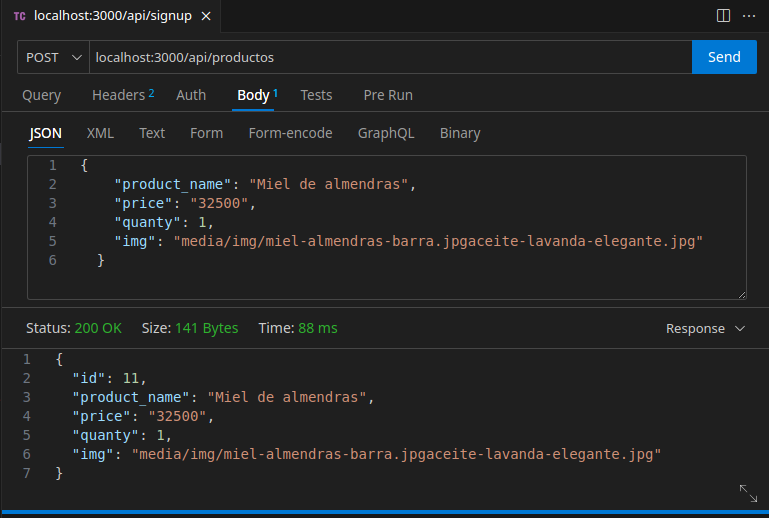 TC localhost:3000/api/signup ×
POST localhost:3000/api/productos Send
Query Headers 2 Auth Body 1 Tests Pre Run
JSON XML Text Form Form-encode GraphQL Binary
1 {
2 "product_name": "Miel de almendras",
3 "price": "32500",
4 "quanty": 1,
5 "img": "media/img/miel-almendras-barra.jpgaceite-lavanda-elegante.jpg"
6 }
Status: 200 OK Size: 141 Bytes Time: 88 ms Response
1 {
2 "id": 11,
3 "product_name": "Miel de almendras",
4 "price": "32500",
5 "quanty": 1,
6 "img": "media/img/miel-almendras-barra.jpgaceite-lavanda-elegante.jpg"
7 }